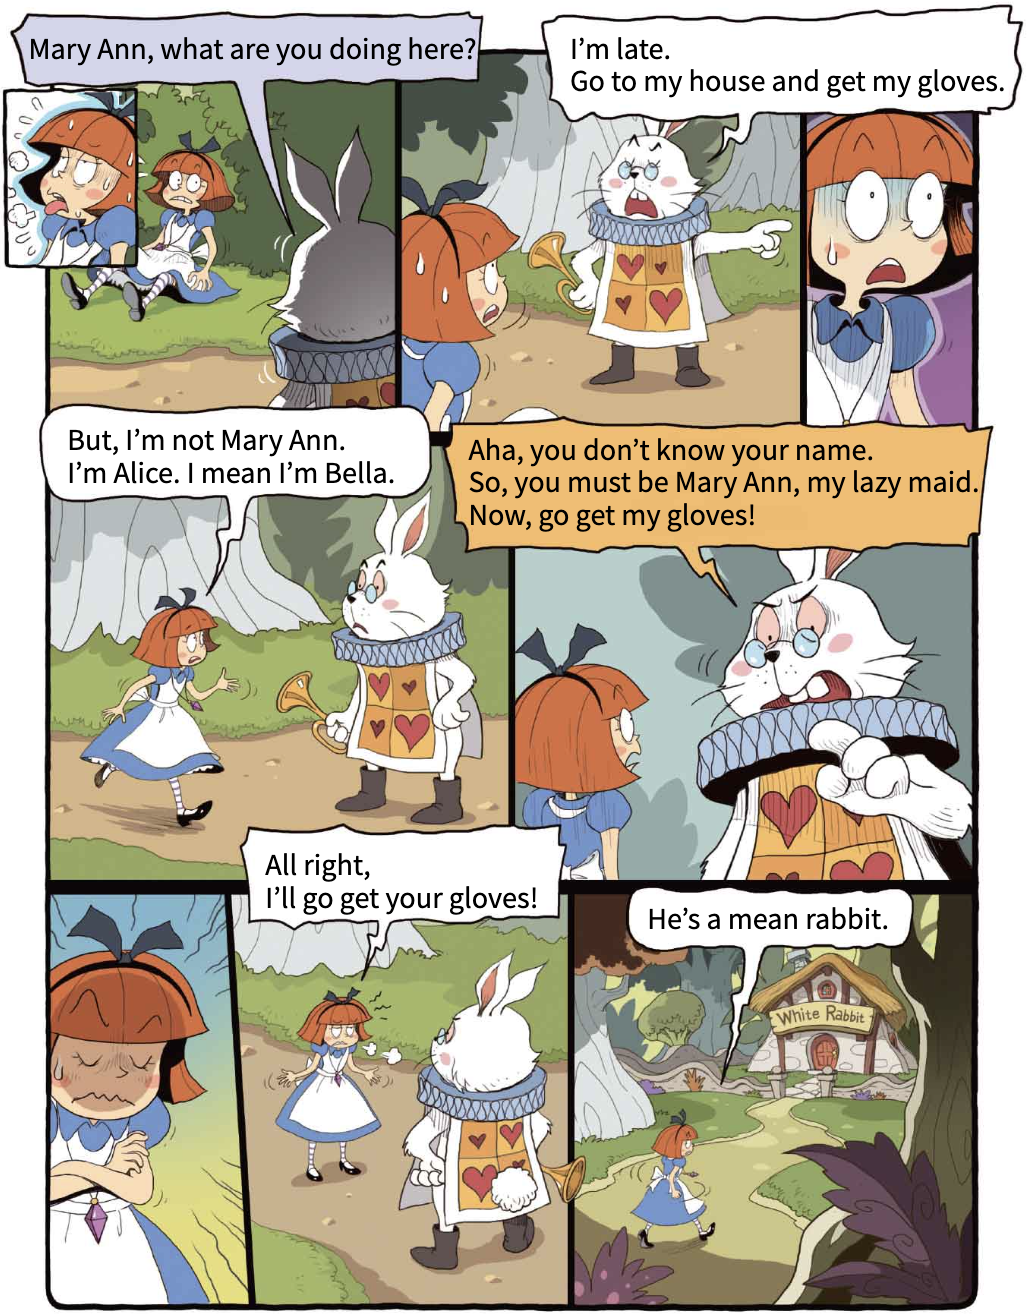 Mary Ann, what are you doing here?
I'm late.
Go to my house and get my gloves.
But, I'm not Mary Ann.
I'm Alice. I mean I'm Bella.
Aha, you don't know your name.
So, you must be Mary Ann, my lazy maid.
Now, go get my gloves!
All right,
I'll go get your gloves!
He's a mean rabbit.
White Rabbit